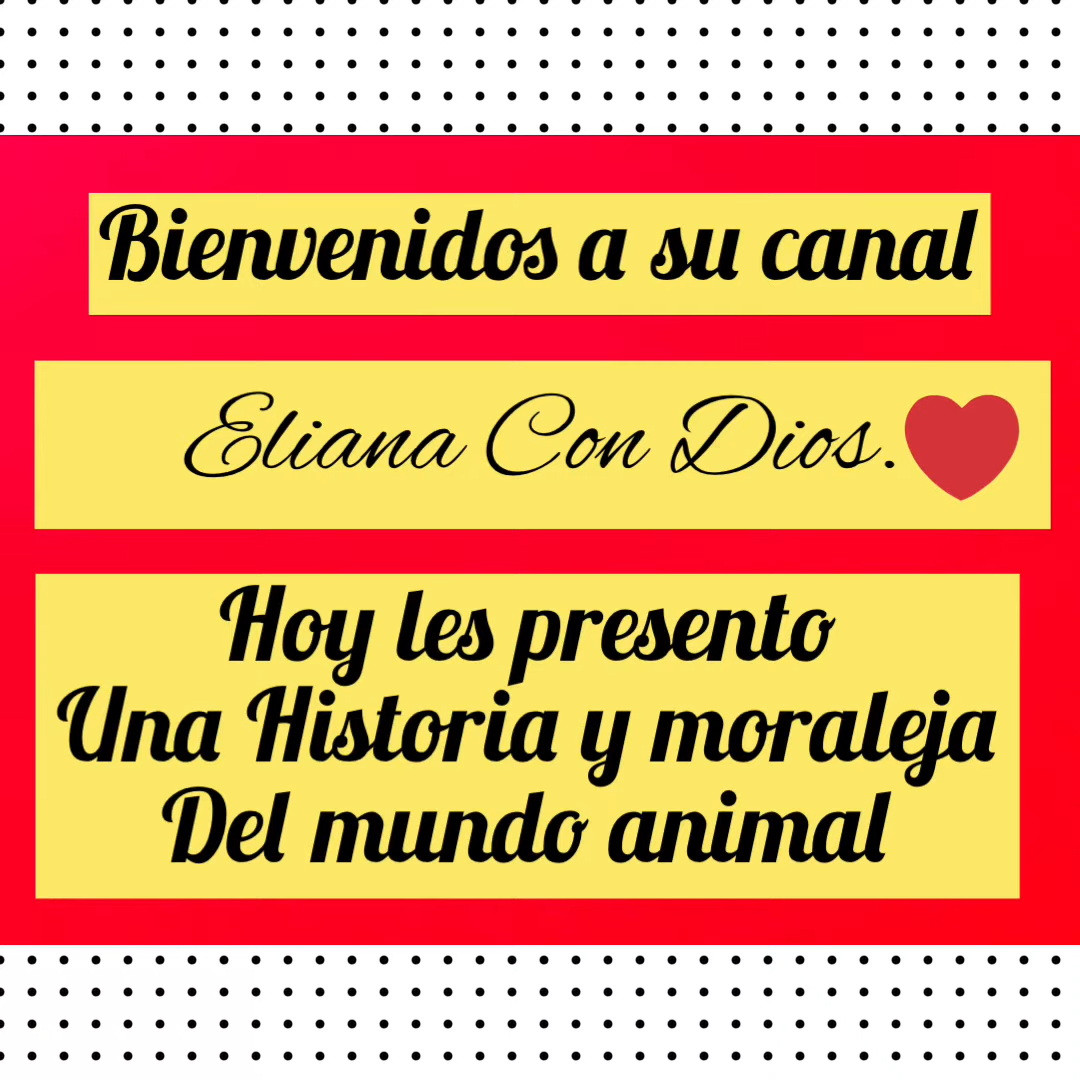 Bienvenidos a su canal
Eliana Con Dios.
Hoy les presento
Una Historia y moraleja
Del mundo animal